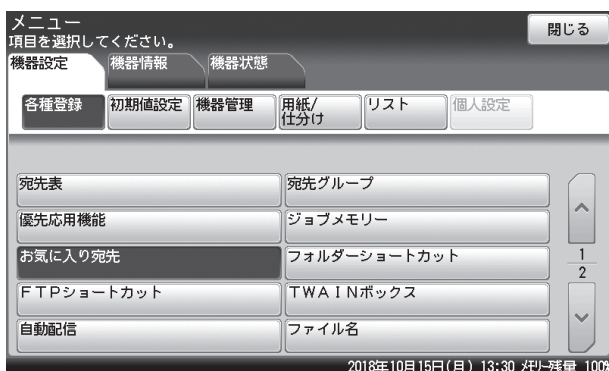 メニュー
閉じる
項目を選択してください。
機器設定 機器情報 機器状態
各種登録 初期値設定 機器管理 用紙/ リスト 個人設定
仕分け
宛先表 宛先グループ
優先応用機能 ジョブメモリー
お気に入り宛先 フォルダーショートカット
1
2
FTPショートカット TWAINボックス
自動配信 ファイル名
2018年10月15日(月) 13:30 ﾒﾓﾘｰ残量 100%